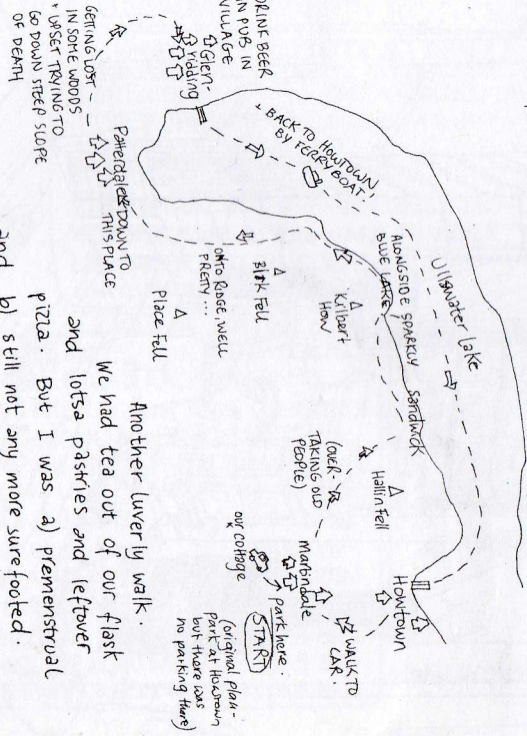 DRINK BEER
IN PUB IN
VILLAGE
Glen-
ridding
GETTING LOST
IN SOME WOODS
+ UPSET TRYING TO
GO DOWN STEEP SLOPE
OF DEATH
+ BACK TO HOWTOWN,
BY FERRY BOAT.
Ullswater Lake
ALONGSIDE SPARKLY
BLUE LAKE
Patterdale
DOWN TO
THIS PLACE
ONTO RIDGE, WELL
PRETTY ....
Birk Fell
Place Fell
Kilbert
How
Sandwick
Hallin Fell
(OVER-
TAKING OLD
PEOPLE)
Howtown
WALK TO
CAR.
Martindale
our cottage
park here.
START
(original plan-
park at Howtown
but there was
no parking there)
Another luverly walk.
We had tea out of our flask
and lotsa pastries and leftover
pizza. But I was a) premenstrual
and b) still not any more surefooted.